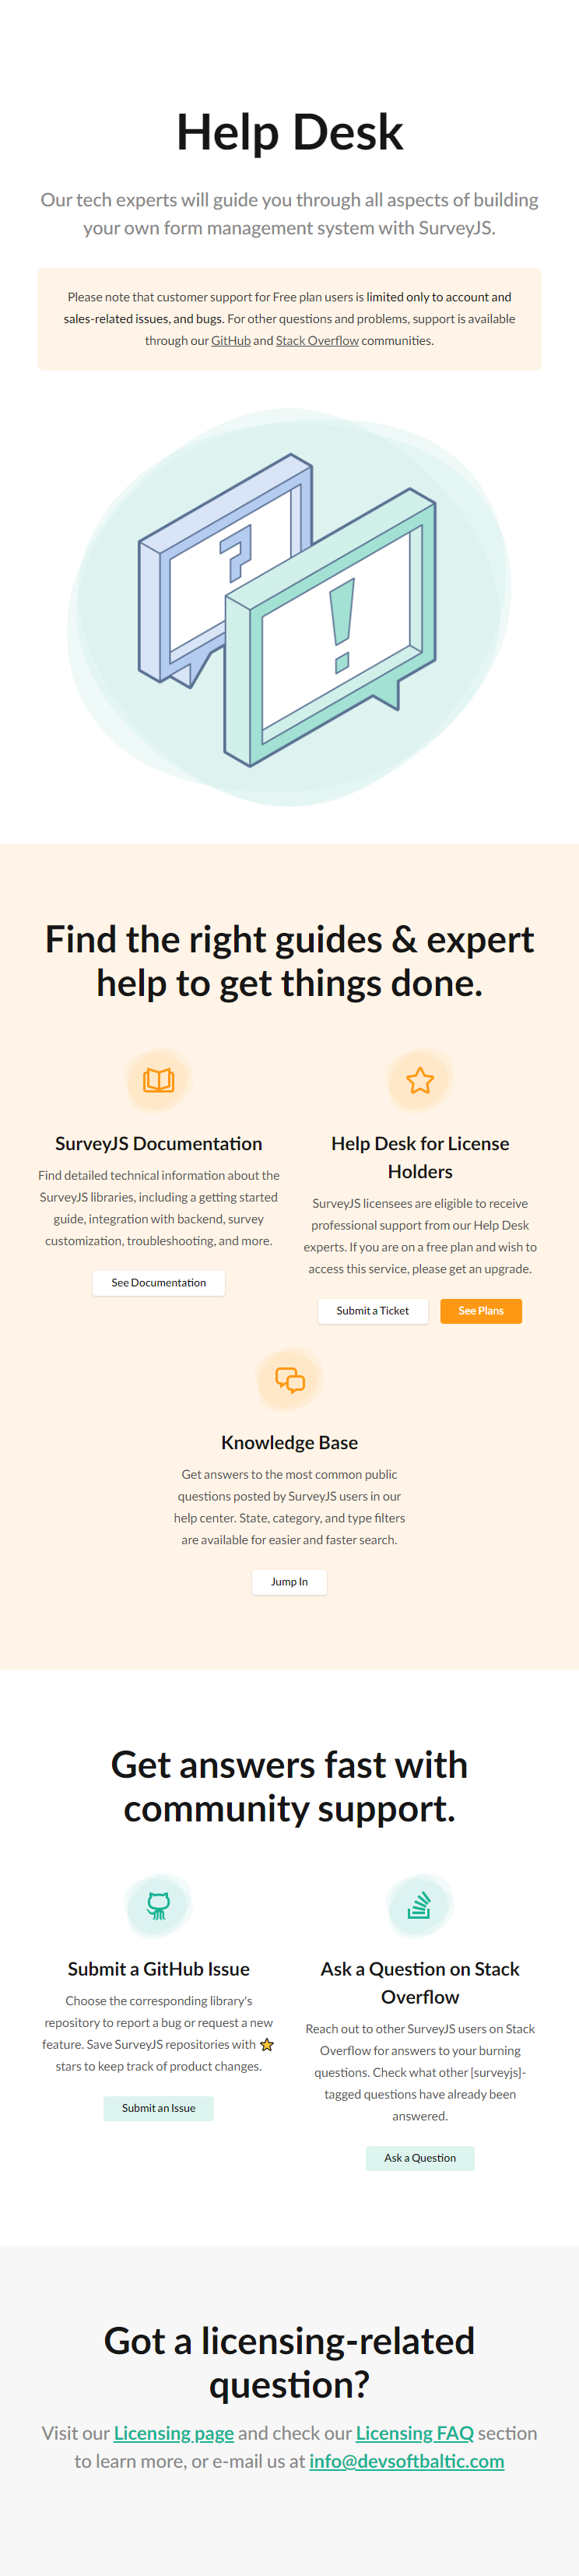 Help Desk
Our tech experts will guide you through all aspects of building
your own form management system with SurveyJS.
Please note that customer support for Free plan users is limited only to account and
sales-related issues, and bugs. For other questions and problems, support is available
through our GitHub and Stack Overflow communities.
?
!
Find the right guides & expert
help to get things done.
SurveyJS Documentation
Find detailed technical information about the
SurveyJS libraries, including a getting started
guide, integration with backend, survey
customization, troubleshooting, and more.
See Documentation
Help Desk for License
Holders
SurveyJS licensees are eligible to receive
professional support from our Help Desk
experts. If you are on a free plan and wish to
access this service, please get an upgrade.
Submit a Ticket
See Plans
Knowledge Base
Get answers to the most common public
questions posted by SurveyJS users in our
help center. State, category, and type filters
are available for easier and faster search.
Jump In
Get answers fast with
community support.
Submit a GitHub Issue
Choose the corresponding library's
repository to report a bug or request a new
feature. Save SurveyJS repositories with ⭐
stars to keep track of product changes.
Submit an Issue
Ask a Question on Stack
Overflow
Reach out to other SurveyJS users on Stack
Overflow for answers to your burning
questions. Check what other [surveyjs]-
tagged questions have already been
answered.
Ask a Question
Got a licensing-related
question?
Visit our Licensing page and check our Licensing FAQ section
to learn more, or e-mail us at info@devsoftbaltic.com